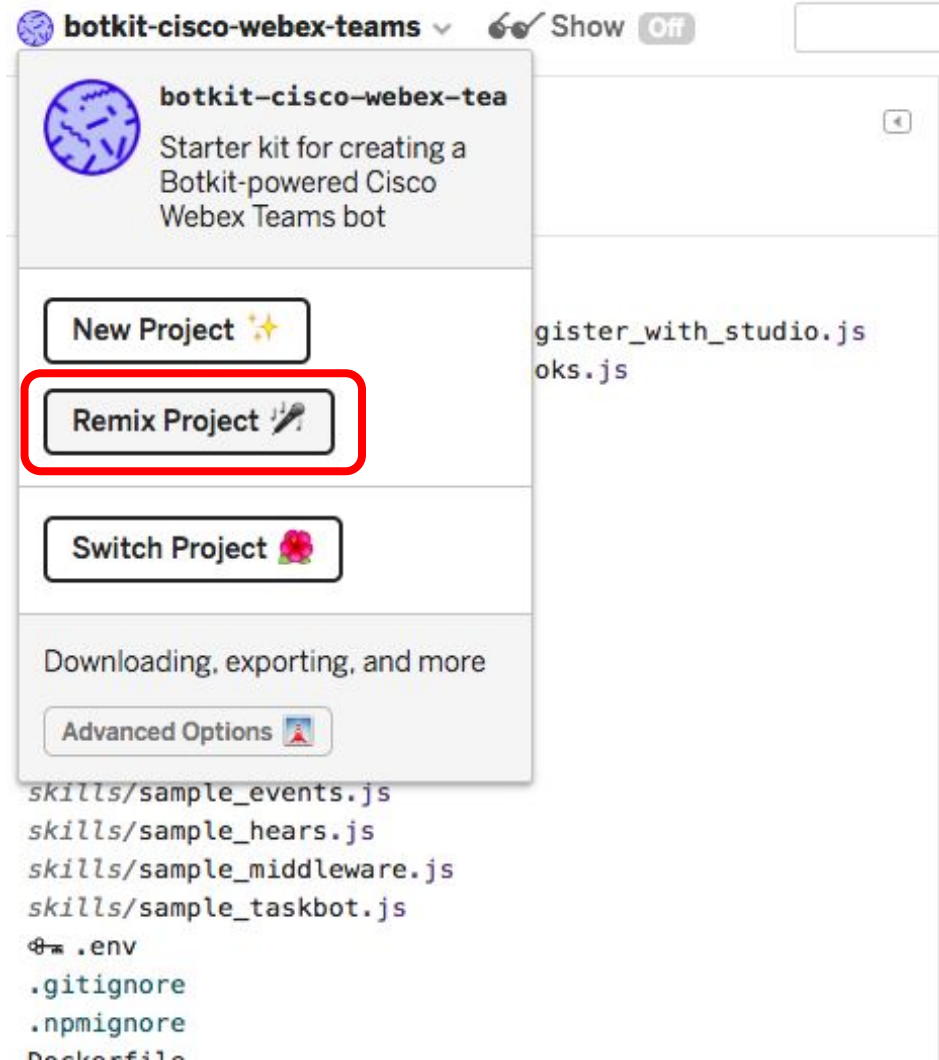 botkit-cisco-webex-teams Show Off
botkit-cisco-webex-tea
Starter kit for creating a
Botkit-powered Cisco
Webex Teams bot
New Project
gister_with_studio.js
oks.js
Remix Project
Switch Project
Downloading, exporting, and more
Advanced Options
skills/sample_events.js
skills/sample_hears.js
skills/sample_middleware.js
skills/sample_taskbot.js
.env
.gitignore
.npmignore
Dockerfile